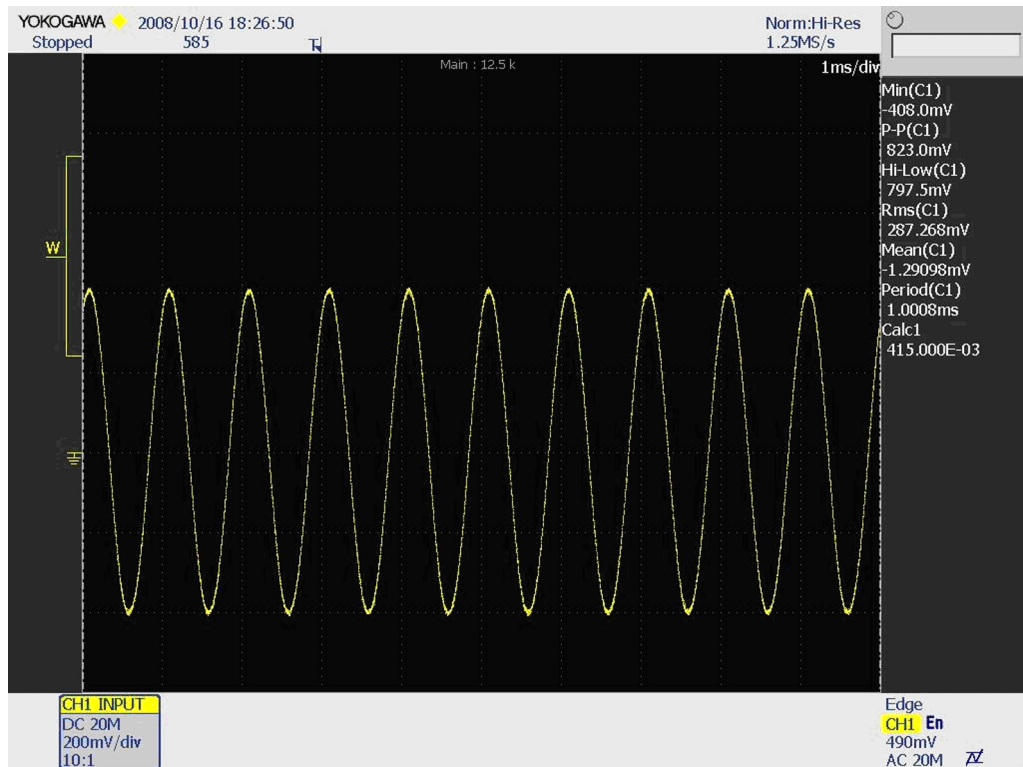 YOKOGAWA 2008/10/16 18:26:50 Norm:Hi-Res
Stopped 585 1.25MS/s
Main : 12.5 k
1ms/div
Min(C1)
-408.0mV
P-P(C1)
823.0mV
Hi-Low(C1)
797.5mV
Rms(C1)
287.268mV
Mean(C1)
-1.29098mV
Period(C1)
1.0008ms
Calc1
415.000E-03
W
CH1 INPUT
DC 20M
200mV/div
10:1
Edge
CH1 En
490mV
AC 20M